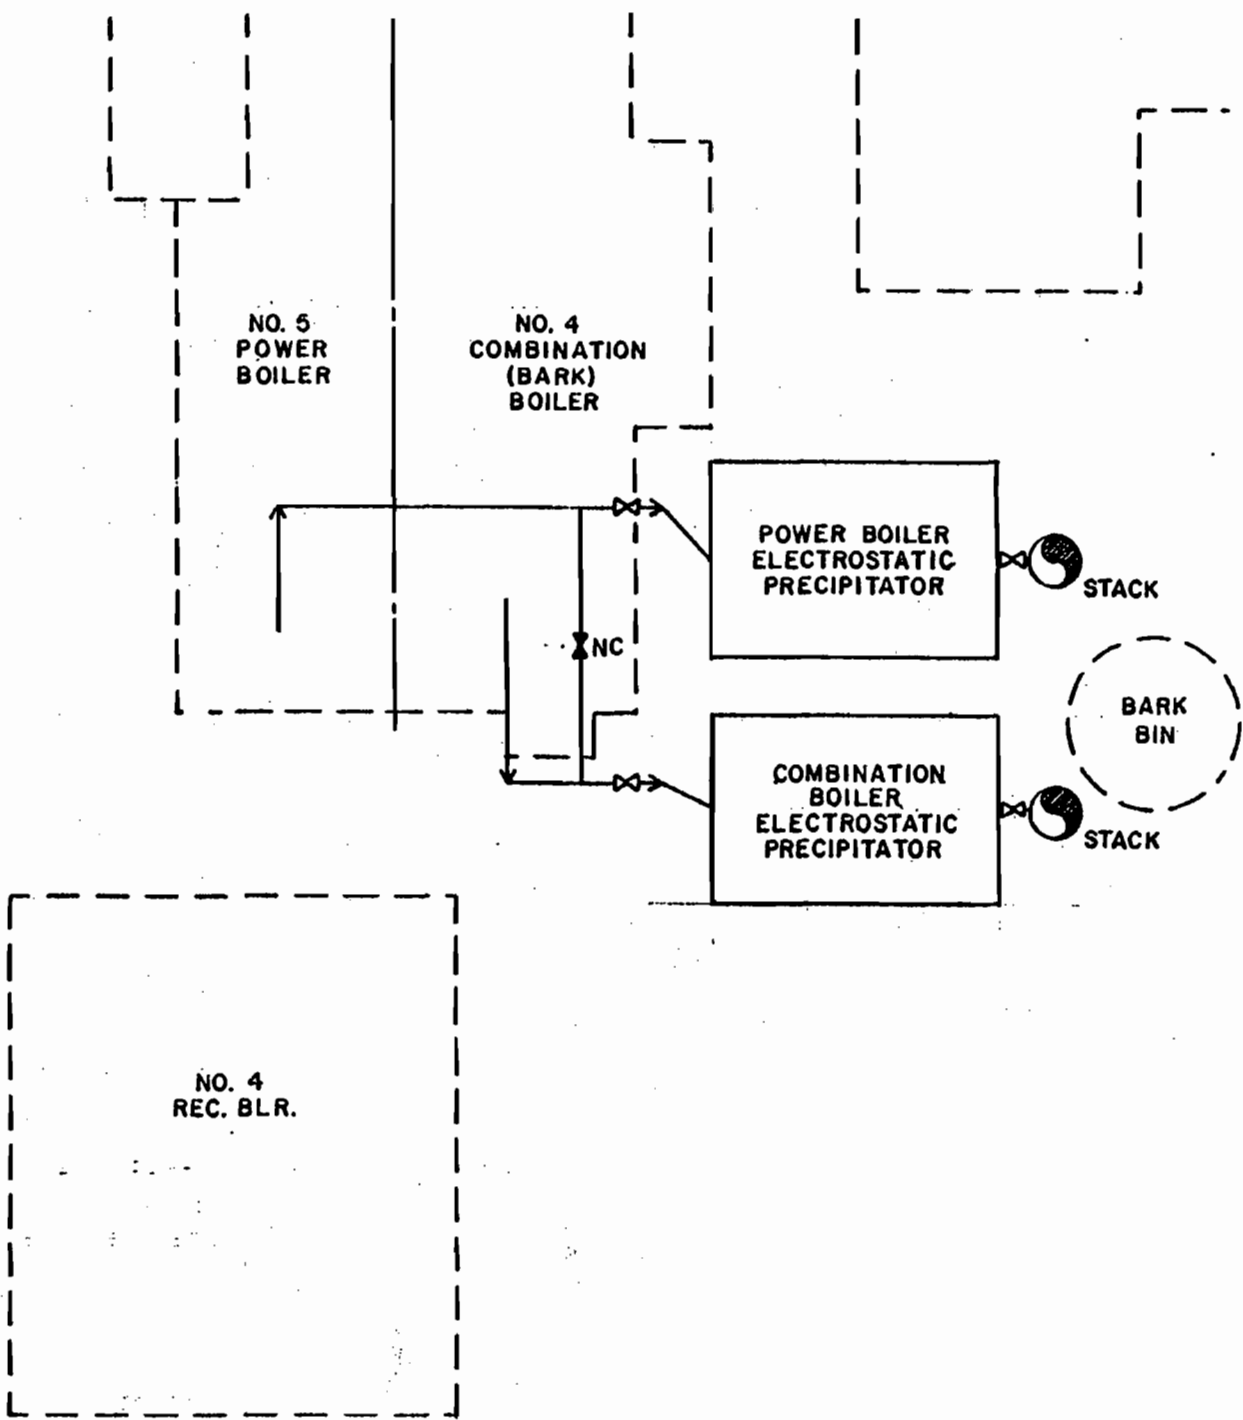 NO. 5
POWER
BOILER
NO. 4
COMBINATION
(BARK)
BOILER
POWER BOILER
ELECTROSTATIC
PRECIPITATOR
STACK
NC
BARK
BIN
COMBINATION
BOILER
ELECTROSTATIC
PRECIPITATOR
STACK
NO. 4
REC. BLR.